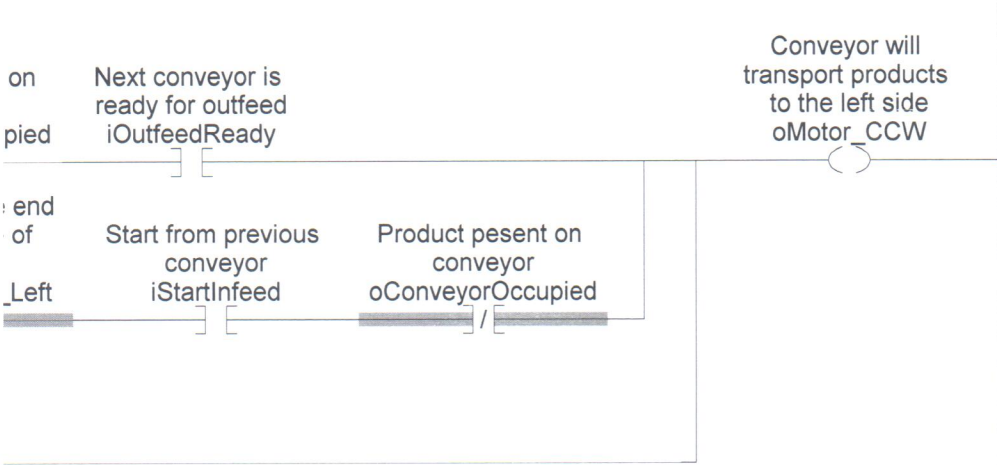 on
pied
Next conveyor is
ready for outfeed
iOutfeedReady
Conveyor will
transport products
to the left side
oMotor_CCW
end
of
_Left
Start from previous
conveyor
iStartInfeed
Product pesent on
conveyor
oConveyorOccupied
/